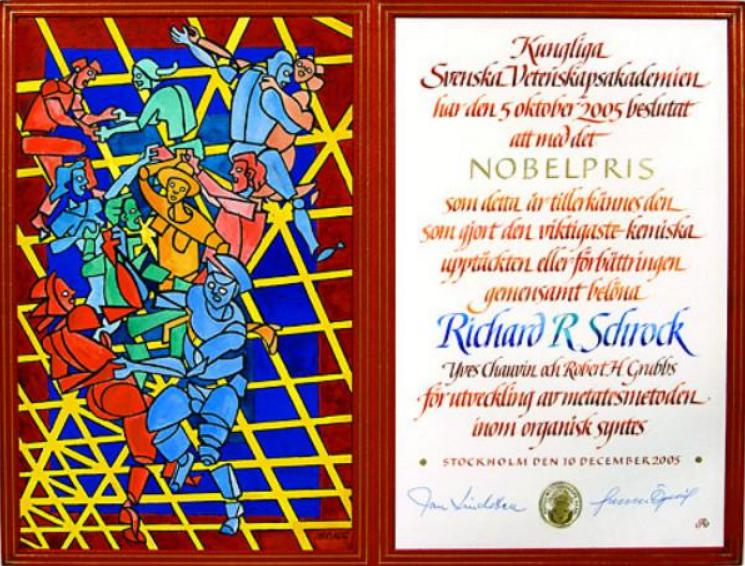 Kungliga
Svenska Vetenskapsakademien
har den 5 oktober 2005 beslutat
att med det
NOBELPRIS
som detta år tillerkännes den
som gjort den viktigaste kemiska
upptäckten eller förbättringen
gemensamt belöna
Richard R Schrock
Yves Chauvin och Robert H Grubbs
för utveckling av metatesmetoden
inom organisk syntes
STOCKHOLM DEN 10 DECEMBER 2005